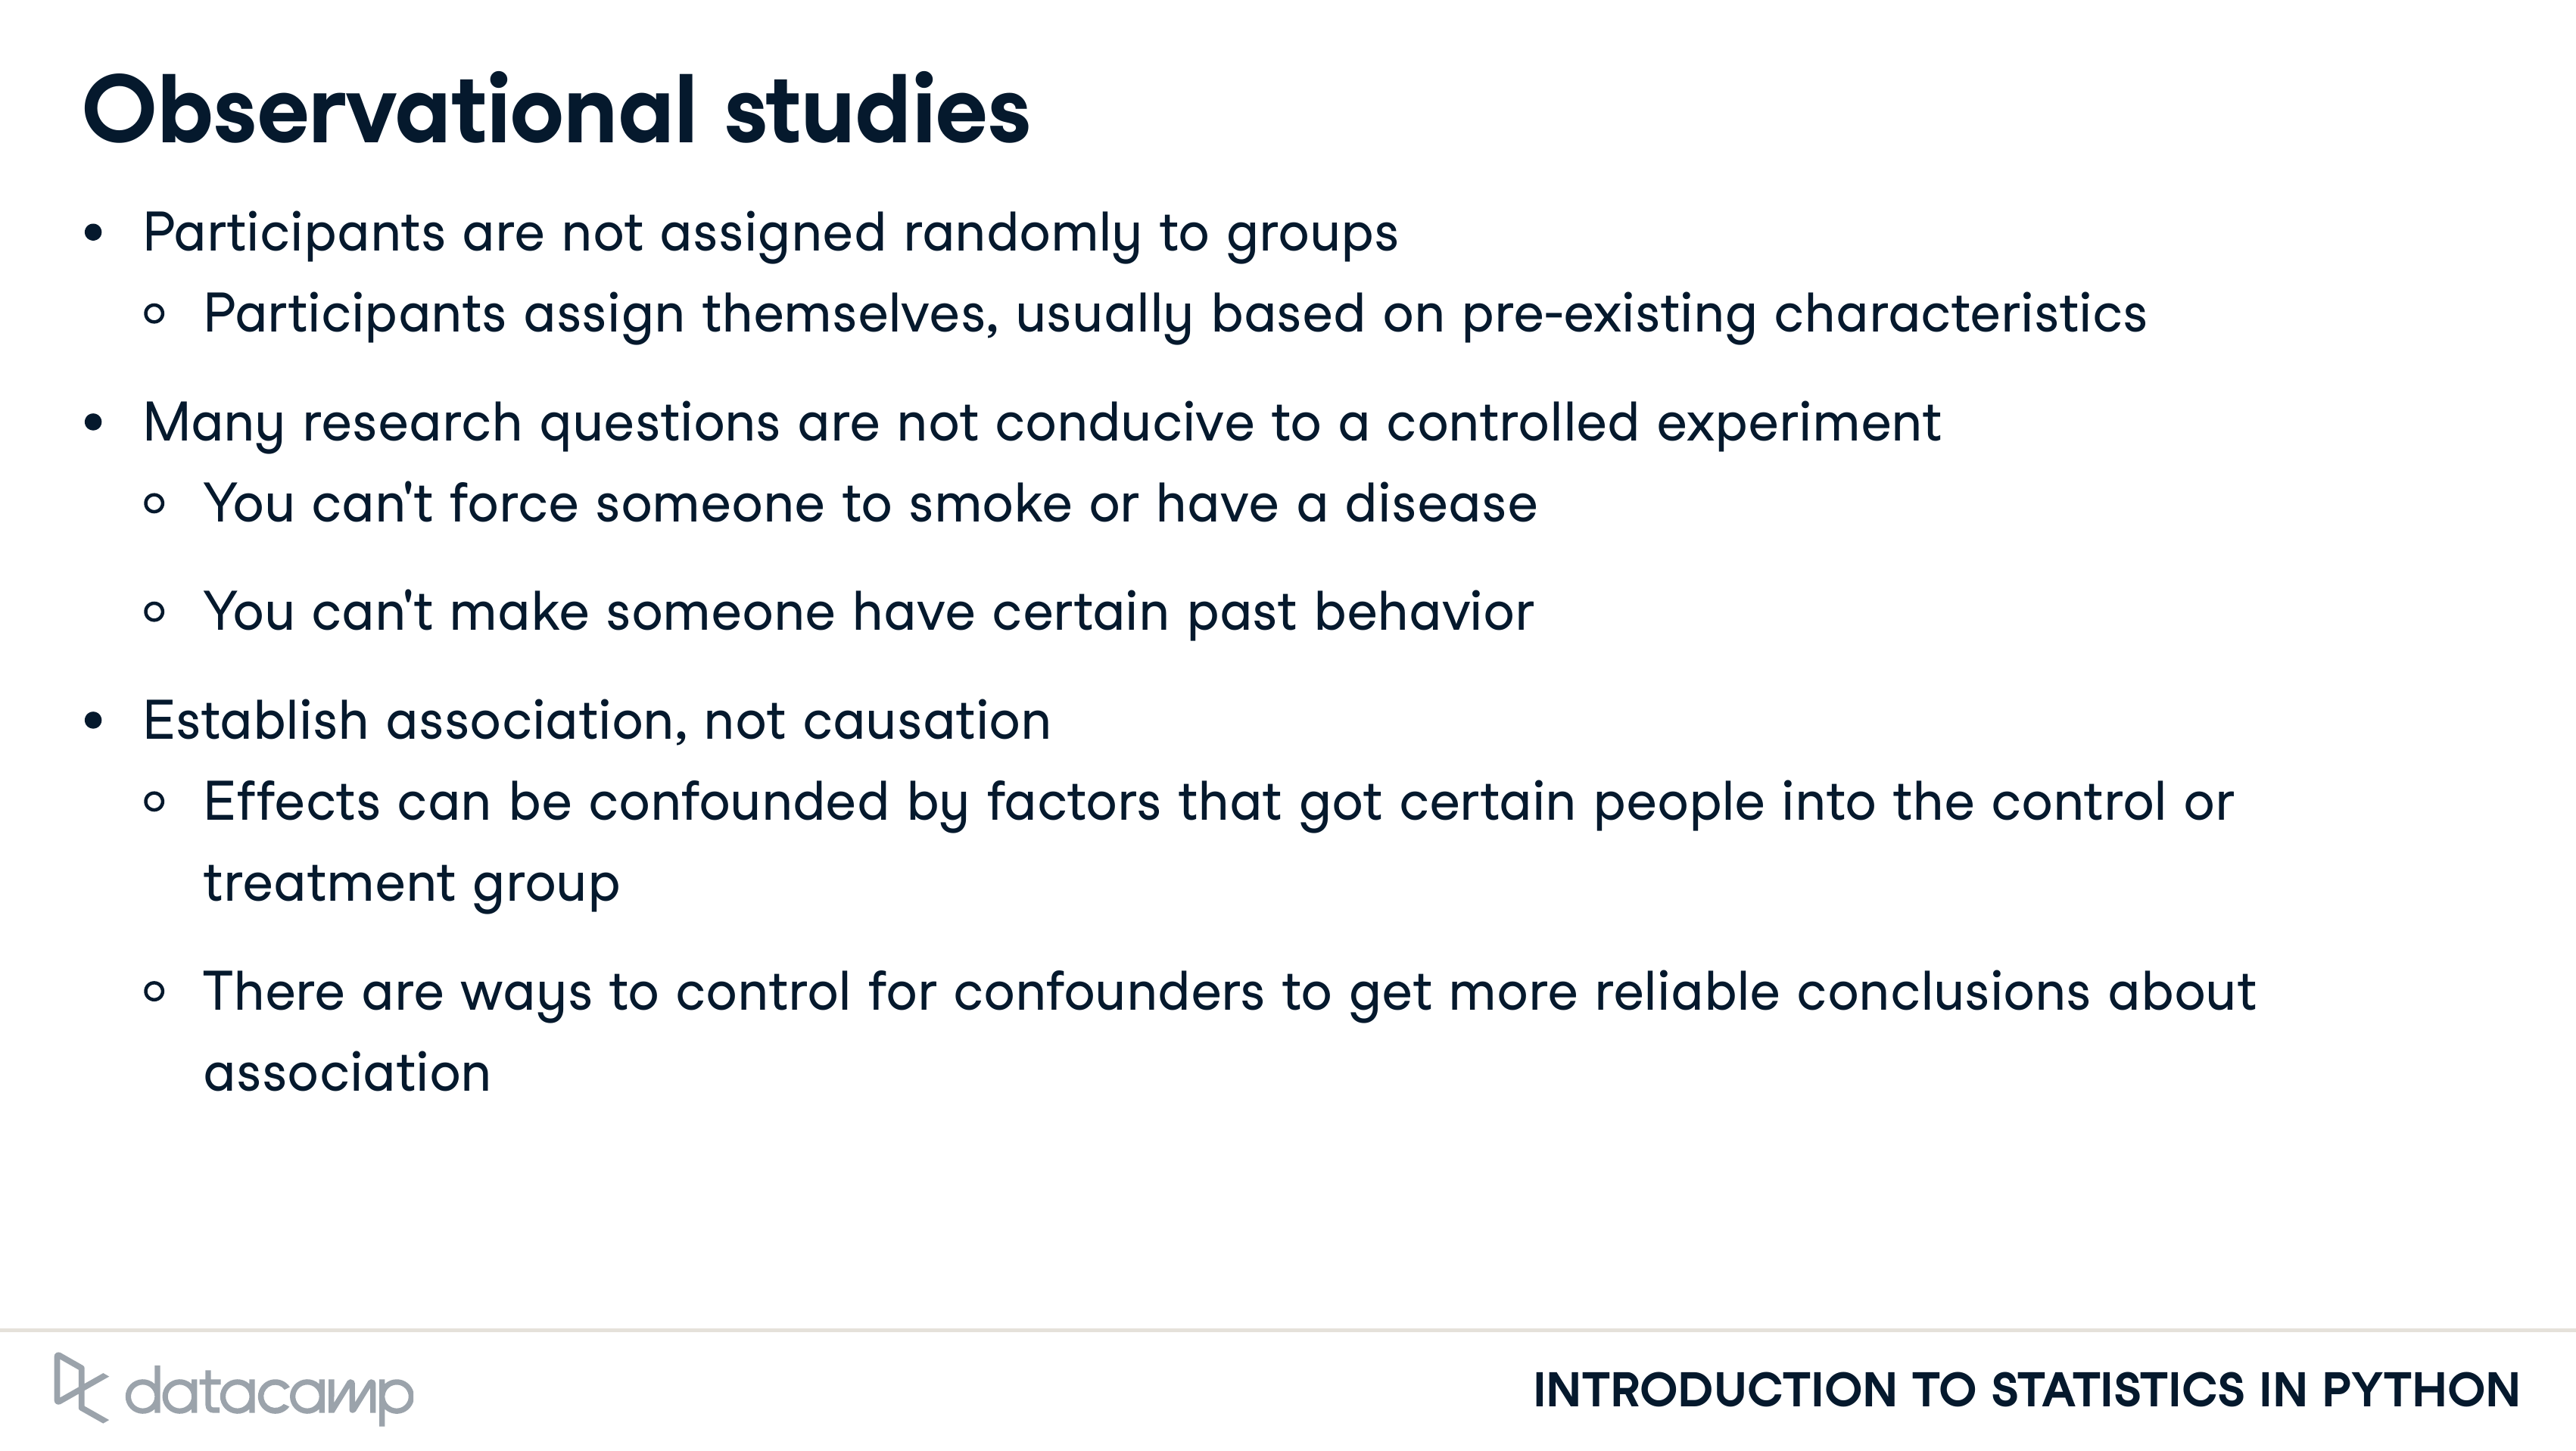 Observational studies
• Participants are not assigned randomly to groups
○ Participants assign themselves, usually based on pre-existing characteristics
• Many research questions are not conducive to a controlled experiment
○ You can't force someone to smoke or have a disease
○ You can't make someone have certain past behavior
• Establish association, not causation
○ Effects can be confounded by factors that got certain people into the control or
treatment group
○ There are ways to control for confounders to get more reliable conclusions about
association
datacamp
INTRODUCTION TO STATISTICS IN PYTHON